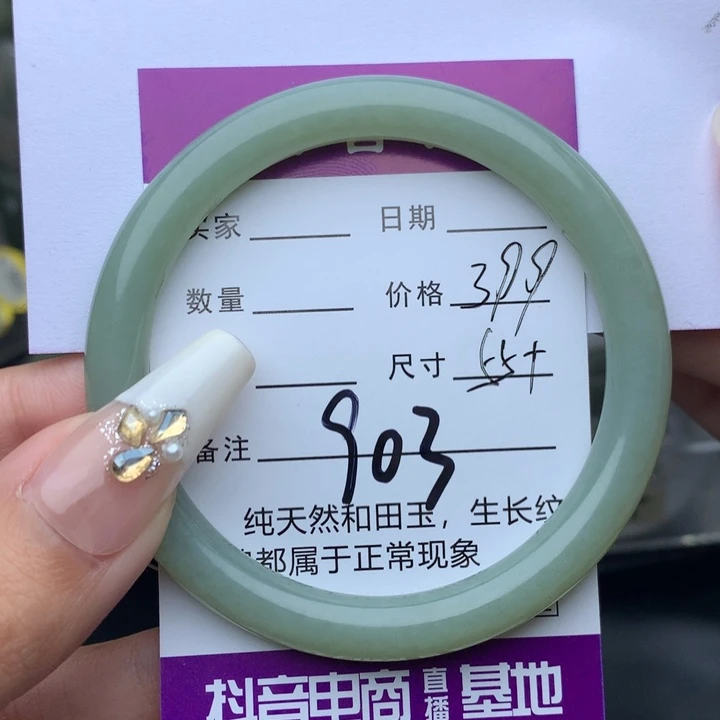 买家 日期
数量 价格 399
尺寸 55+
备注 903
纯天然和田玉，生长纹
都属于正常现象
抖音电商 直播 基地